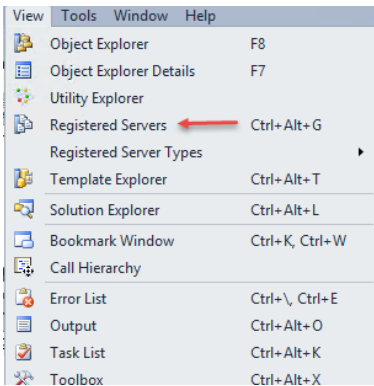 View Tools Window Help
Object Explorer F8
Object Explorer Details F7
Utility Explorer
Registered Servers Ctrl+Alt+G
Registered Server Types
Template Explorer Ctrl+Alt+T
Solution Explorer Ctrl+Alt+L
Bookmark Window Ctrl+K, Ctrl+W
Call Hierarchy
Error List Ctrl+\, Ctrl+E
Output Ctrl+Alt+O
Task List Ctrl+Alt+K
Toolbox Ctrl+Alt+X